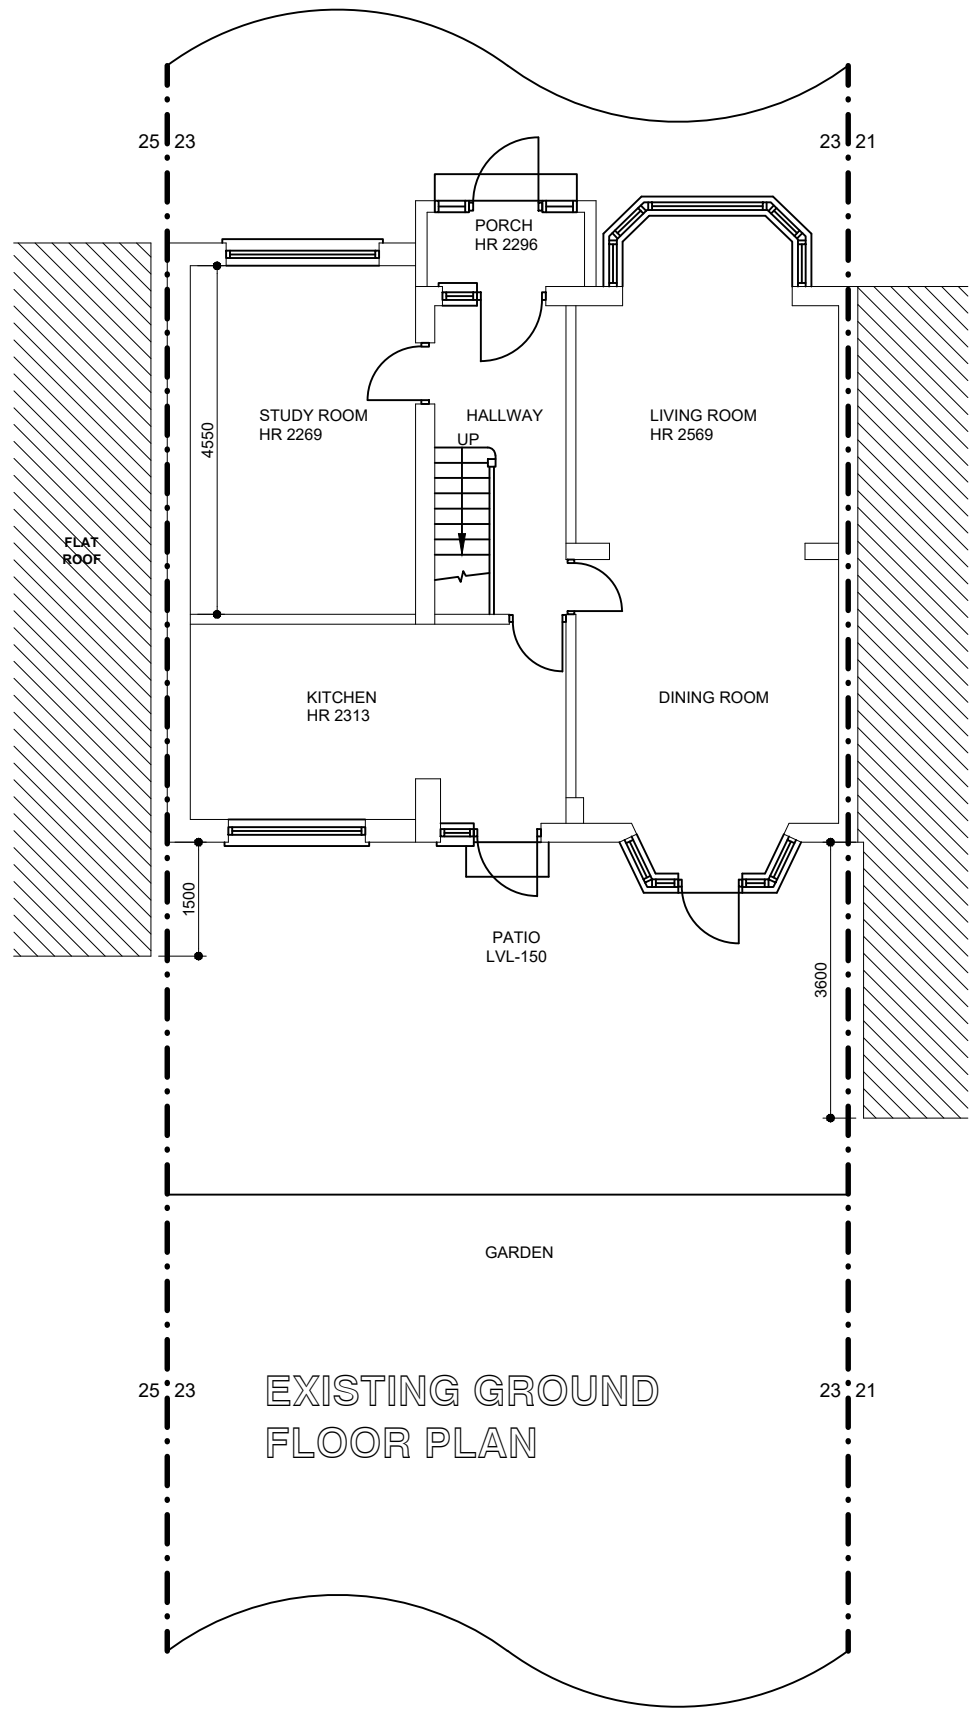 25 23
23 21
PORCH
HR 2296
STUDY ROOM
HR 2269
HALLWAY
UP
LIVING ROOM
HR 2569
4550
FLAT
ROOF
KITCHEN
HR 2313
DINING ROOM
1500
PATIO
LVL-150
3600
GARDEN
25 23
23 21
EXISTING GROUND
FLOOR PLAN